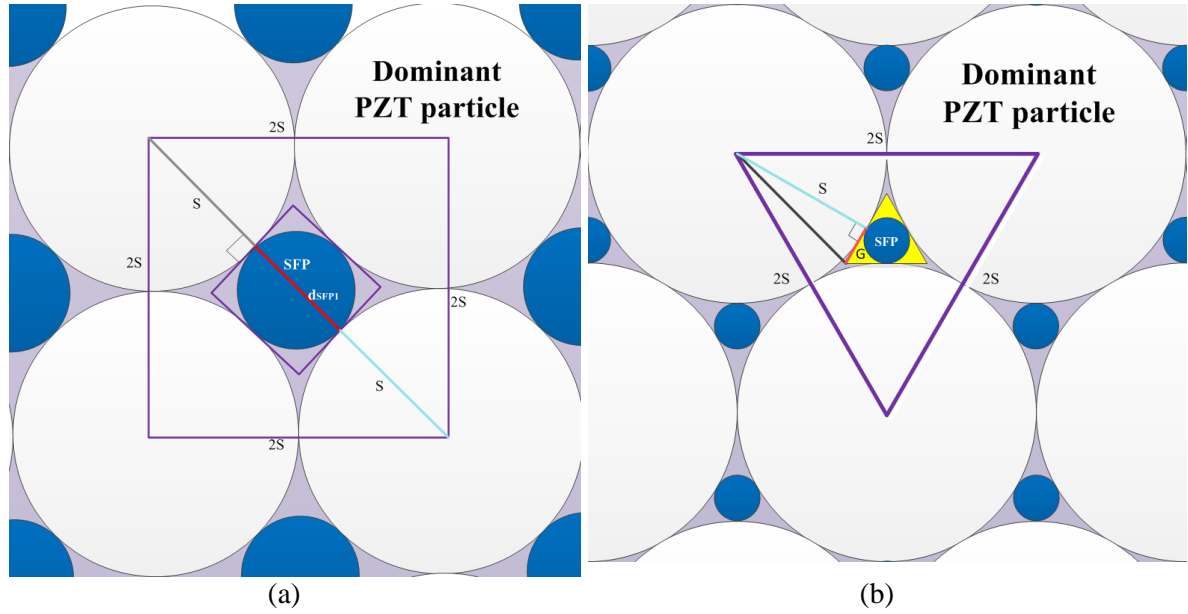 Dominant
PZT particle
2S
S
2S
SFP
dSFP1
2S
S
2S
(a)
Dominant
PZT particle
2S
S
SFP
G
2S
2S
(b)